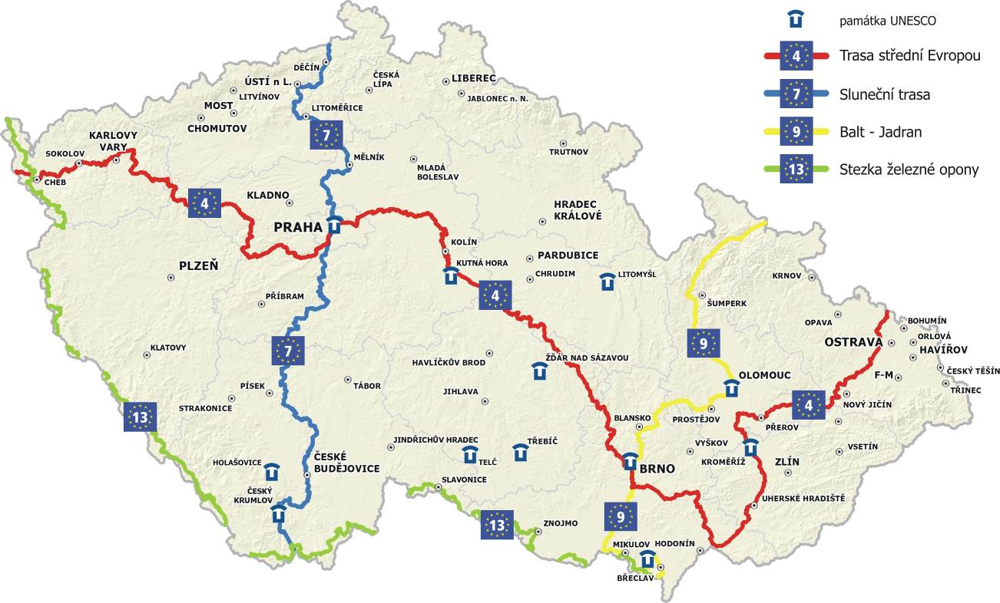 památka UNESCO
4 Trasa střední Evropou
7 Sluneční trasa
9 Balt - Jadran
13 Stezka železné opony
DĚČÍN
ÚSTÍ n L.
ČESKÁ
LÍPA
LIBEREC
LITVÍNOV
JABLONEC n. N.
MOST
LITOMĚŘICE
CHOMUTOV
7
KARLOVY
VARY
TRUTNOV
SOKOLOV
MĚLNÍK
MLADÁ
BOLESLAV
CHEB
KLADNO
4
HRADEC
KRÁLOVÉ
PRAHA
KOLÍN
PARDUBICE
KUTNÁ HORA
PLZEŇ
CHRUDIM
LITOMYŠL
KRNOV
4
PŘÍBRAM
ŠUMPERK
OPAVA
BOHUMÍN
ORLOVÁ
OSTRAVA
9
HAVÍŘOV
KLATOVY
7
HAVLÍČKŮV BROD
ŽĎÁR NAD SÁZAVOU
ČESKÝ TĚŠÍN
OLOMOUC
F-M
PÍSEK
TÁBOR
TŘINEC
JIHLAVA
STRAKONICE
4
NOVÝ JIČÍN
13
BLANSKO
PROSTĚJOV
PŘEROV
JINDŘICHŮV HRADEC
TŘEBÍČ
VYŠKOV
VSETÍN
HOLAŠOVICE
ČESKÉ
BUDĚJOVICE
TELČ
BRNO
KROMĚŘÍŽ
ZLÍN
SLAVONICE
ČESKÝ
KRUMLOV
UHERSKÉ HRADIŠTĚ
9
13
ZNOJMO
MIKULOV
HODONÍN
BŘECLAV